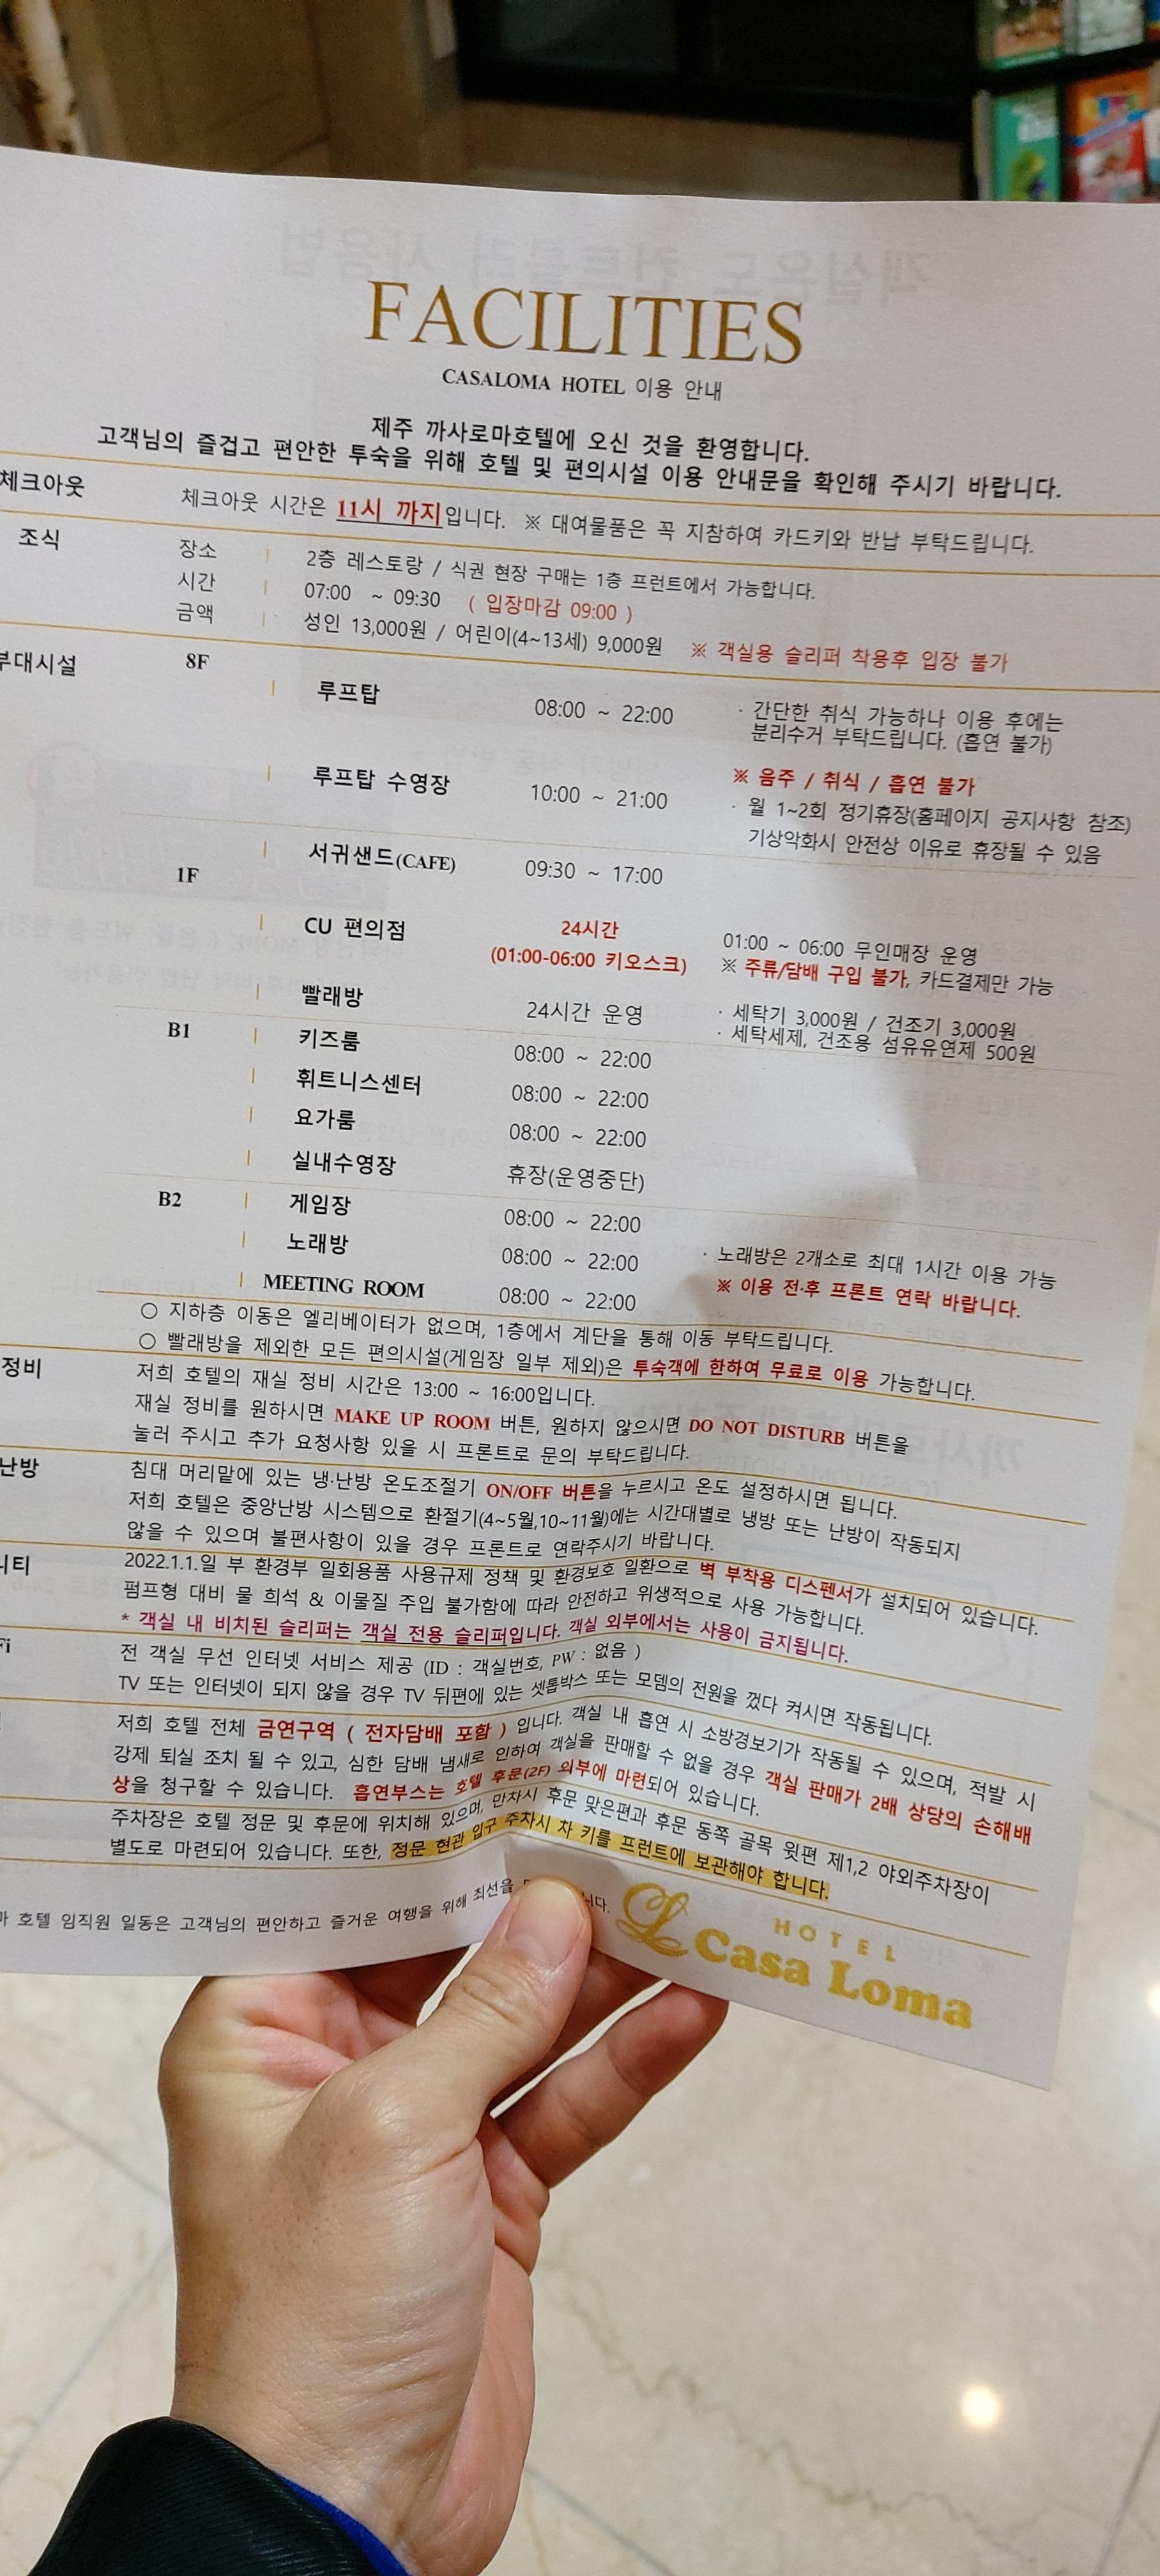 FACILITIES
CASALOMA HOTEL 이용 안내
제주 까사로마호텔에 오신 것을 환영합니다.
고객님의 즐겁고 편안한 투숙을 위해 호텔 및 편의시설 이용 안내문을 확인해 주시기 바랍니다.
체크아웃 체크아웃 시간은 11시 까지입니다. ※ 대여물품은 꼭 지참하여 카드키와 반납 부탁드립니다.
조식 장소 2층 레스토랑 / 식권 현장 구매는 1층 프런트에서 가능합니다.
시간 07:00 ~ 09:30 ( 입장마감 09:00 )
금액 성인 13,000원 / 어린이(4~13세) 9,000원 ※ 객실용 슬리퍼 착용후 입장 불가
부대시설 8F 루프탑 08:00 ~ 22:00 · 간단한 취식 가능하나 이용 후에는
분리수거 부탁드립니다. (흡연 불가)
루프탑 수영장 10:00 ~ 21:00 ※ 음주 / 취식 / 흡연 불가
· 월 1~2회 정기휴장(홈페이지 공지사항 참조)
기상악화시 안전상 이유로 휴장될 수 있음
1F 서귀샌드(CAFE) 09:30 ~ 17:00
CU 편의점 24시간 01:00 ~ 06:00 무인매장 운영
(01:00-06:00 키오스크) ※ 주류/담배 구입 불가, 카드결제만 가능
빨래방 24시간 운영 · 세탁기 3,000원 / 건조기 3,000원
· 세탁세제, 건조용 섬유유연제 500원
B1 키즈룸 08:00 ~ 22:00
휘트니스센터 08:00 ~ 22:00
요가룸 08:00 ~ 22:00
실내수영장 휴장(운영중단)
B2 게임장 08:00 ~ 22:00
노래방 08:00 ~ 22:00 · 노래방은 2개소로 최대 1시간 이용 가능
MEETING ROOM 08:00 ~ 22:00 ※ 이용 전·후 프론트 연락 바랍니다.
○ 지하층 이동은 엘리베이터가 없으며, 1층에서 계단을 통해 이동 부탁드립니다.
○ 빨래방을 제외한 모든 편의시설(게임장 일부 제외)은 투숙객에 한하여 무료로 이용 가능합니다.
정비 저희 호텔의 재실 정비 시간은 13:00 ~ 16:00입니다.
재실 정비를 원하시면 MAKE UP ROOM 버튼, 원하지 않으시면 DO NOT DISTURB 버튼을
눌러 주시고 추가 요청사항 있을 시 프론트로 문의 부탁드립니다.
난방 침대 머리맡에 있는 냉·난방 온도조절기 ON/OFF 버튼을 누르시고 온도 설정하시면 됩니다.
저희 호텔은 중앙난방 시스템으로 환절기(4~5월,10~11월)에는 시간대별로 냉방 또는 난방이 작동되지
않을 수 있으며 불편사항이 있을 경우 프론트로 연락주시기 바랍니다.
니티 2022.1.1.일 부 환경부 일회용품 사용규제 정책 및 환경보호 일환으로 벽 부착용 디스펜서가 설치되어 있습니다.
펌프형 대비 물 희석 & 이물질 주입 불가함에 따라 안전하고 위생적으로 사용 가능합니다.
* 객실 내 비치된 슬리퍼는 객실 전용 슬리퍼입니다. 객실 외부에서는 사용이 금지됩니다.
Fi 전 객실 무선 인터넷 서비스 제공 (ID : 객실번호, PW : 없음 )
TV 또는 인터넷이 되지 않을 경우 TV 뒤편에 있는 셋톱박스 또는 모뎀의 전원을 껐다 켜시면 작동됩니다.
저희 호텔 전체 금연구역 ( 전자담배 포함 ) 입니다. 객실 내 흡연 시 소방경보기가 작동될 수 있으며, 적발 시
강제 퇴실 조치 될 수 있고, 심한 담배 냄새로 인하여 객실을 판매할 수 없을 경우 객실 판매가 2배 상당의 손해배
상을 청구할 수 있습니다. 흡연부스는 호텔 후문(2F) 외부에 마련되어 있습니다.
주차장은 호텔 정문 및 후문에 위치해 있으며, 만차시 후문 맞은편과 후문 동쪽 골목 윗편 제1,2 야외주차장이
별도로 마련되어 있습니다. 또한, 정문 현관 입구 주차시 차 키를 프런트에 보관해야 합니다.
마 호텔 임직원 일동은 고객님의 편안하고 즐거운 여행을 위해 최선을
HOTEL
Casa Loma